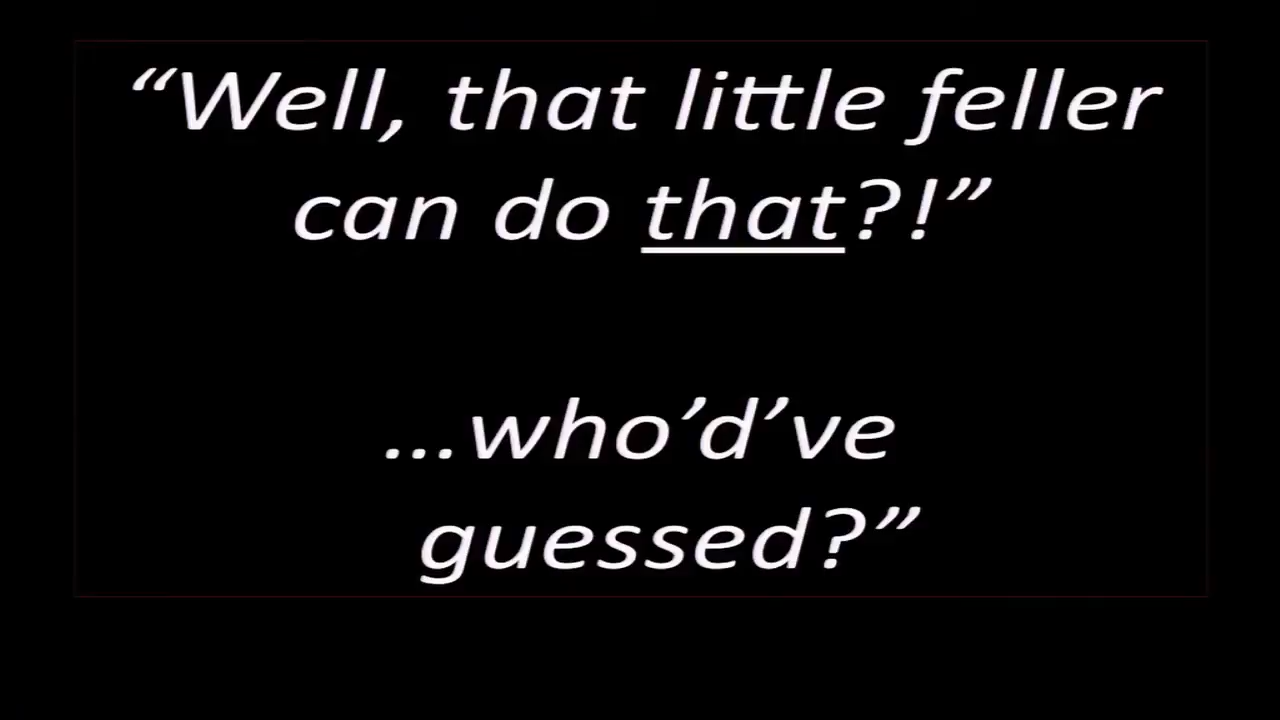 “Well, that little feller
can do that?!”
...who’d’ve
guessed?”